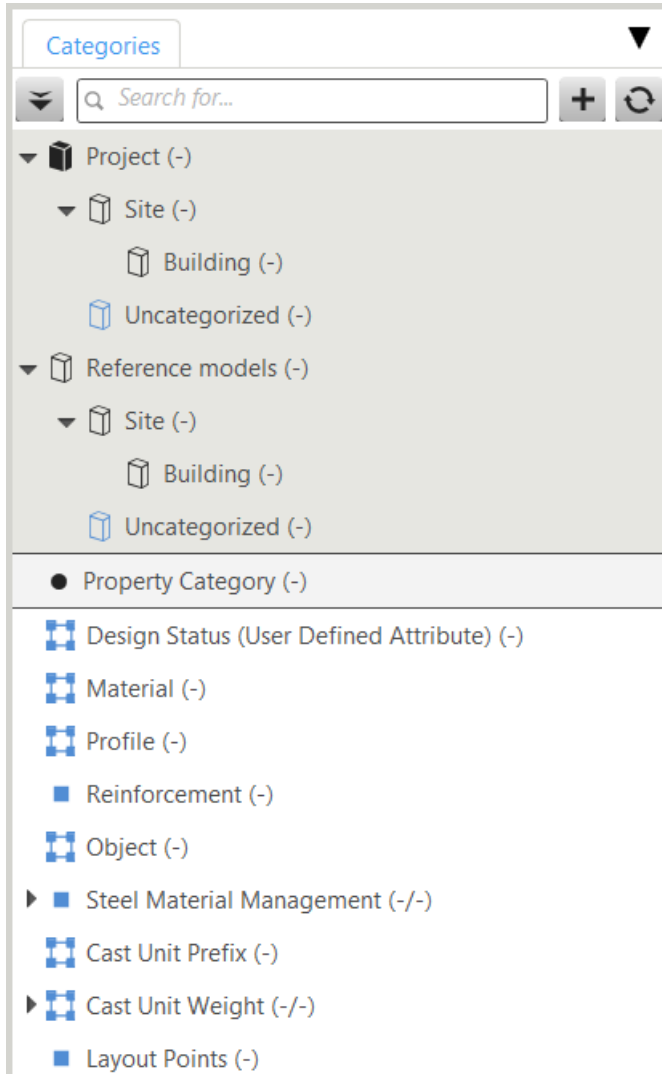 Categories
Search for...
Project (-)
Site (-)
Building (-)
Uncategorized (-)
Reference models (-)
Site (-)
Building (-)
Uncategorized (-)
Property Category (-)
Design Status (User Defined Attribute) (-)
Material (-)
Profile (-)
Reinforcement (-)
Object (-)
Steel Material Management (-/-)
Cast Unit Prefix (-)
Cast Unit Weight (-/-)
Layout Points (-)